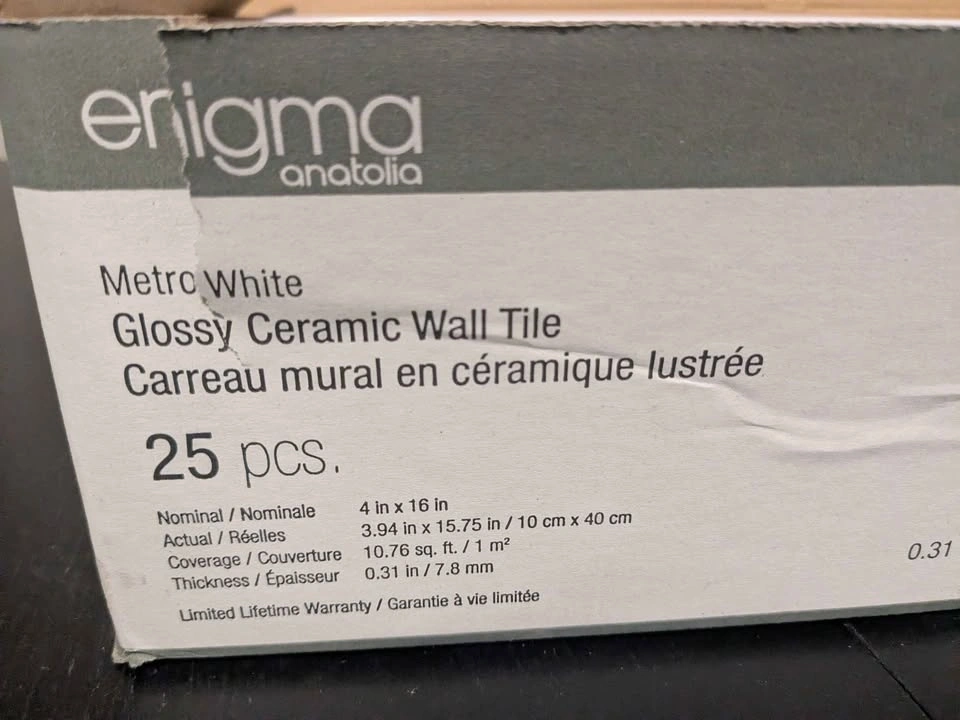 enigma
anatolia
Metro White
Glossy Ceramic Wall Tile
Carreau mural en céramique lustrée
25 pcs.
Nominal / Nominale 4 in x 16 in
Actual / Réelles 3.94 in x 15.75 in / 10 cm x 40 cm
Coverage / Couverture 10.76 sq. ft. / 1 m²
Thickness / Épaisseur 0.31 in / 7.8 mm
Limited Lifetime Warranty / Garantie à vie limitée
0.31